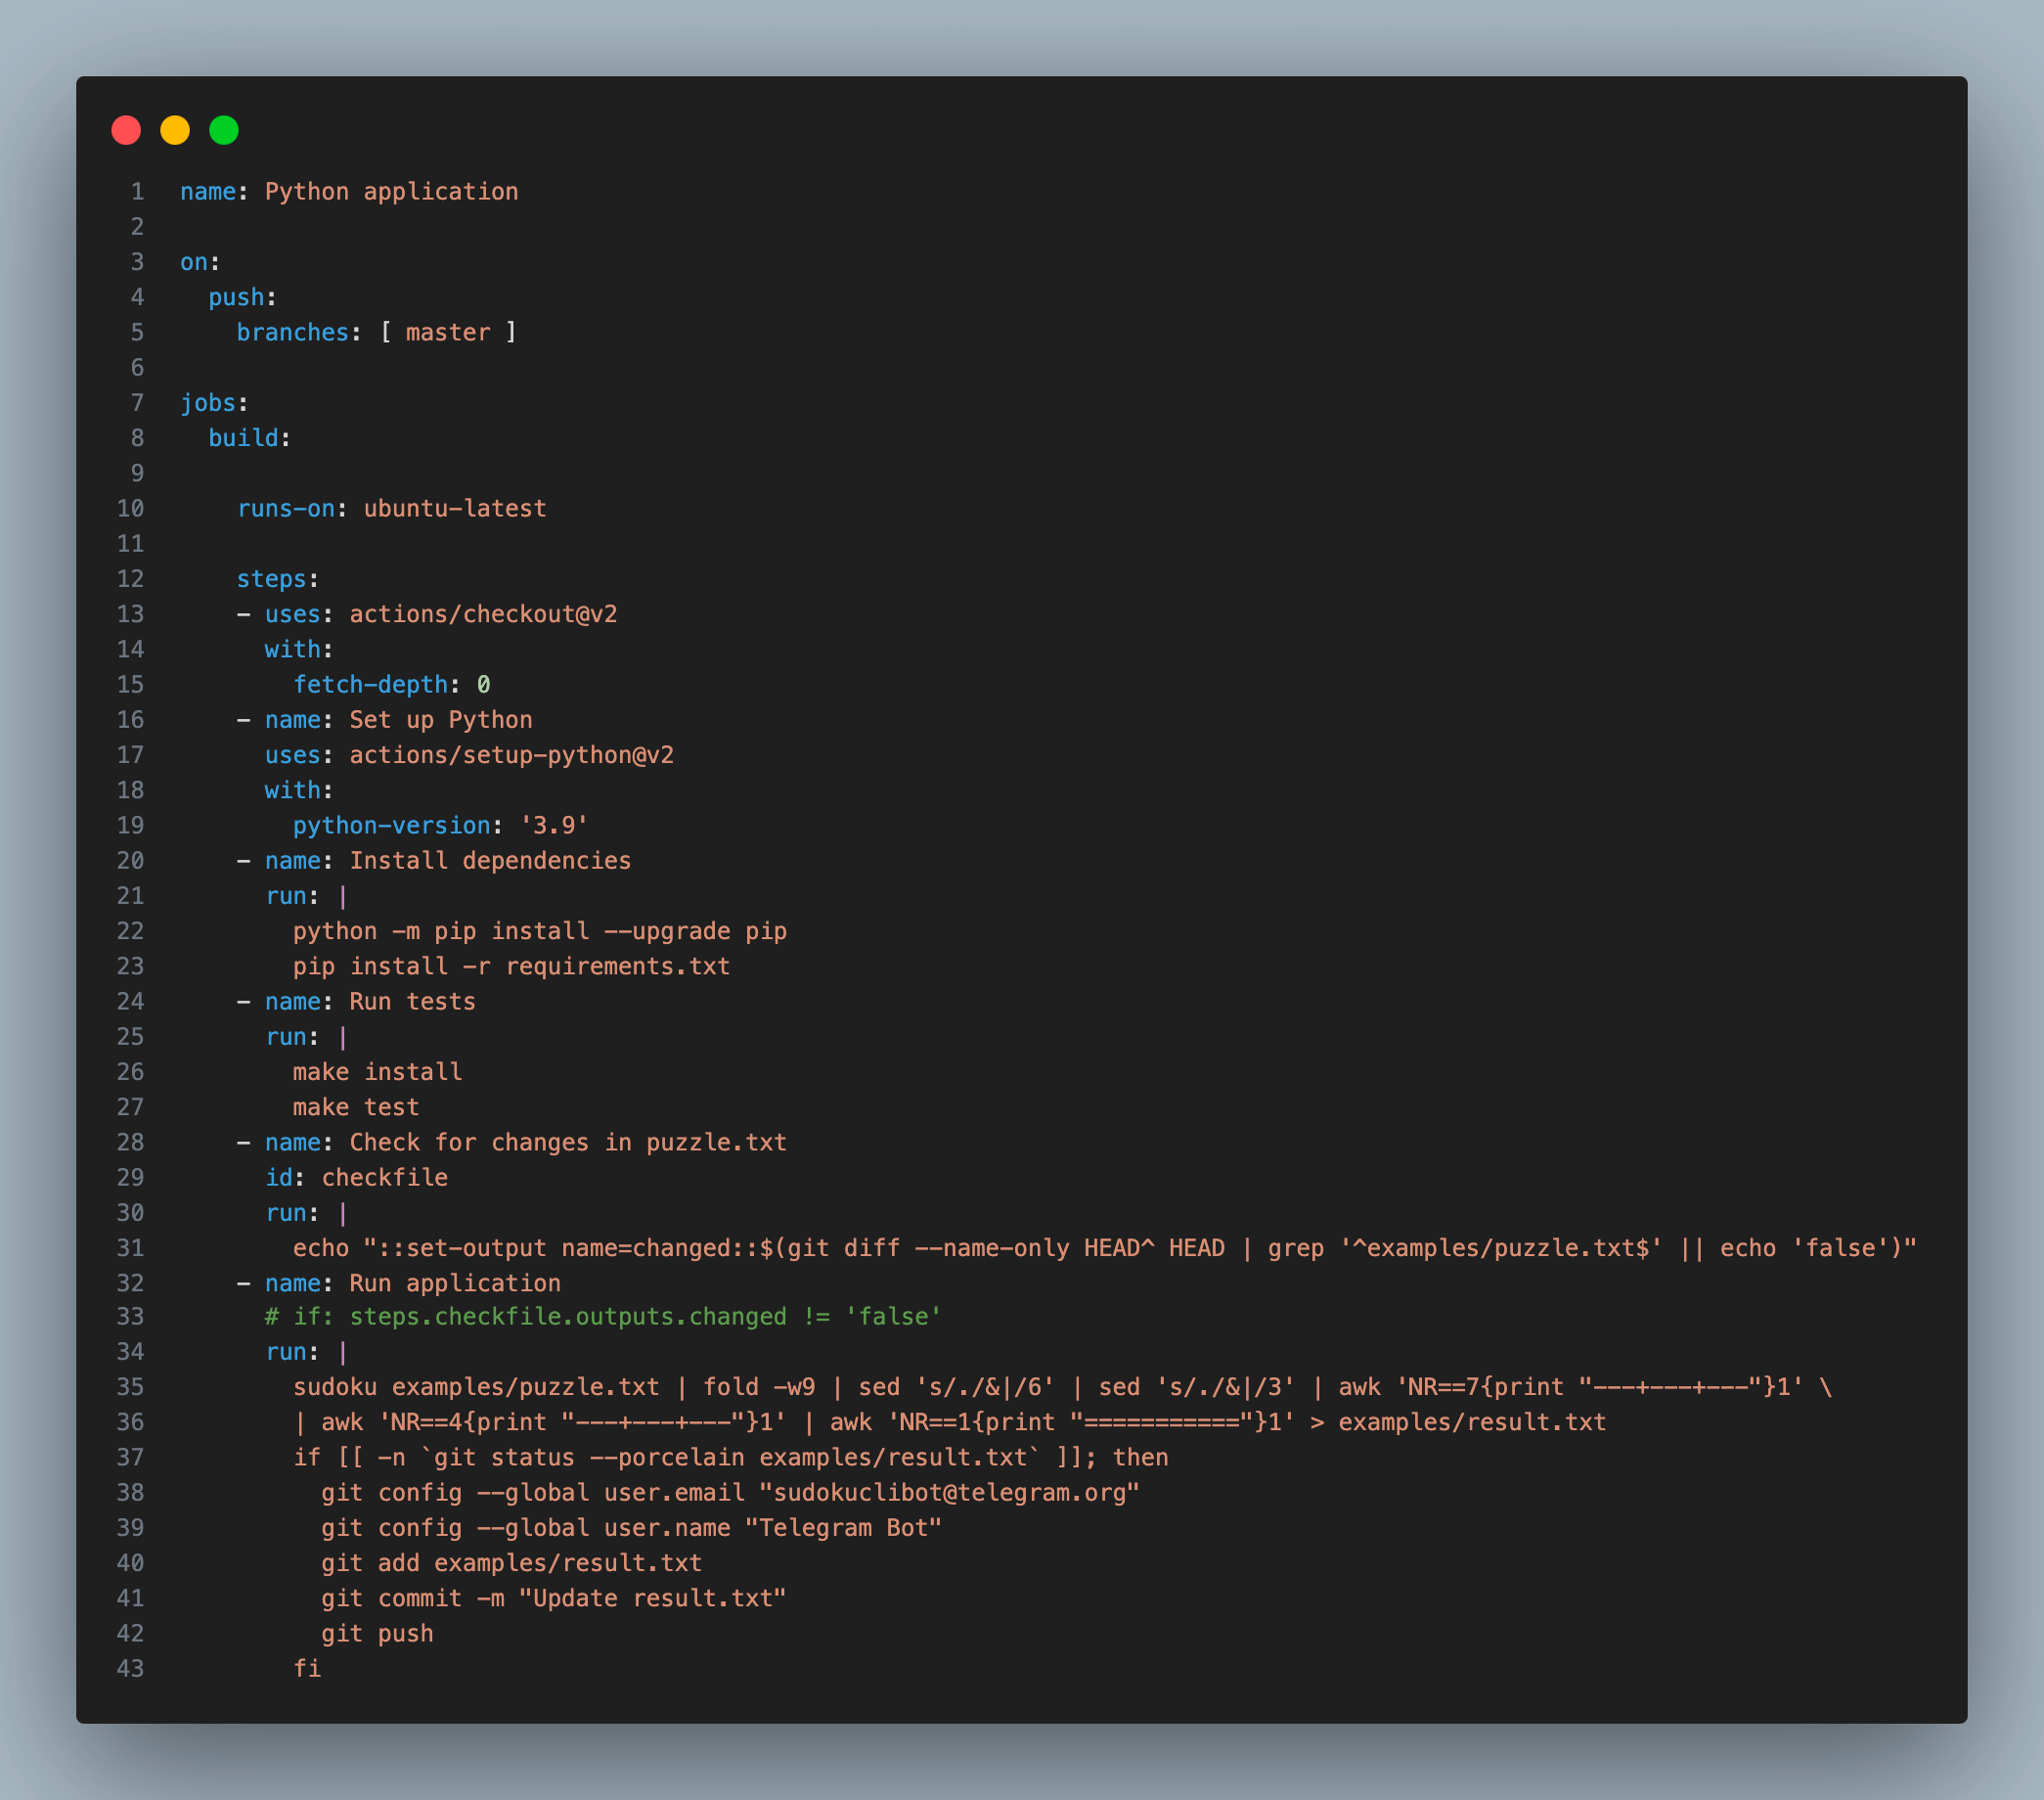 1 name: Python application
2
3 on:
4   push:
5     branches: [ master ]
6
7 jobs:
8   build:
9
10     runs-on: ubuntu-latest
11
12     steps:
13     - uses: actions/checkout@v2
14       with:
15         fetch-depth: 0
16     - name: Set up Python
17       uses: actions/setup-python@v2
18       with:
19         python-version: '3.9'
20     - name: Install dependencies
21       run: |
22         python -m pip install --upgrade pip
23         pip install -r requirements.txt
24     - name: Run tests
25       run: |
26         make install
27         make test
28     - name: Check for changes in puzzle.txt
29       id: checkfile
30       run: |
31         echo "::set-output name=changed::$(git diff --name-only HEAD^ HEAD | grep '^examples/puzzle.txt$' || echo 'false')"
32     - name: Run application
33       # if: steps.checkfile.outputs.changed != 'false'
34       run: |
35         sudoku examples/puzzle.txt | fold -w9 | sed 's/./&|/6' | sed 's/./&|/3' | awk 'NR==7{print "---+---+---"}1' \
36         | awk 'NR==4{print "---+---+---"}1' | awk 'NR==1{print "==========="}1' > examples/result.txt
37         if [[ -n `git status --porcelain examples/result.txt` ]]; then
38           git config --global user.email "sudokuclibot@telegram.org"
39           git config --global user.name "Telegram Bot"
40           git add examples/result.txt
41           git commit -m "Update result.txt"
42           git push
43         fi